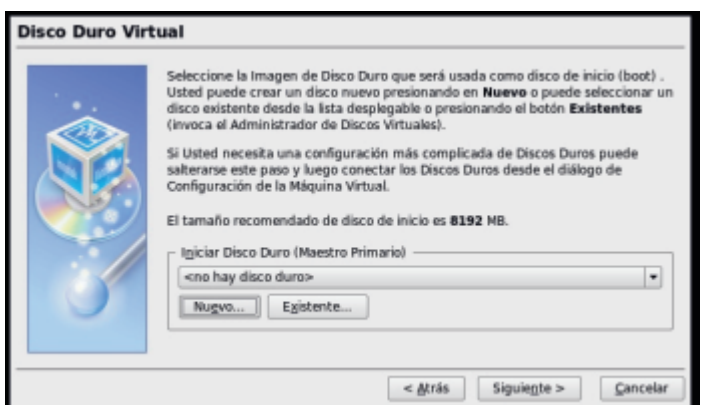 Disco Duro Virtual
Seleccione la Imagen de Disco Duro que será usada como disco de inicio (boot) .
Usted puede crear un disco nuevo presionando en Nuevo o puede seleccionar un
disco existente desde la lista desplegable o presionando el botón Existentes
(invoca el Administrador de Discos Virtuales).
Si Usted necesita una configuración más complicada de Discos Duros puede
salterarse este paso y luego conectar los Discos Duros desde el diálogo de
Configuración de la Máquina Virtual.
El tamaño recomendado de disco de inicio es 8192 MB.
Iniciar Disco Duro (Maestro Primario)
<no hay disco duro>
Nuevo... Existente...
< Atrás Siguiente > Cancelar